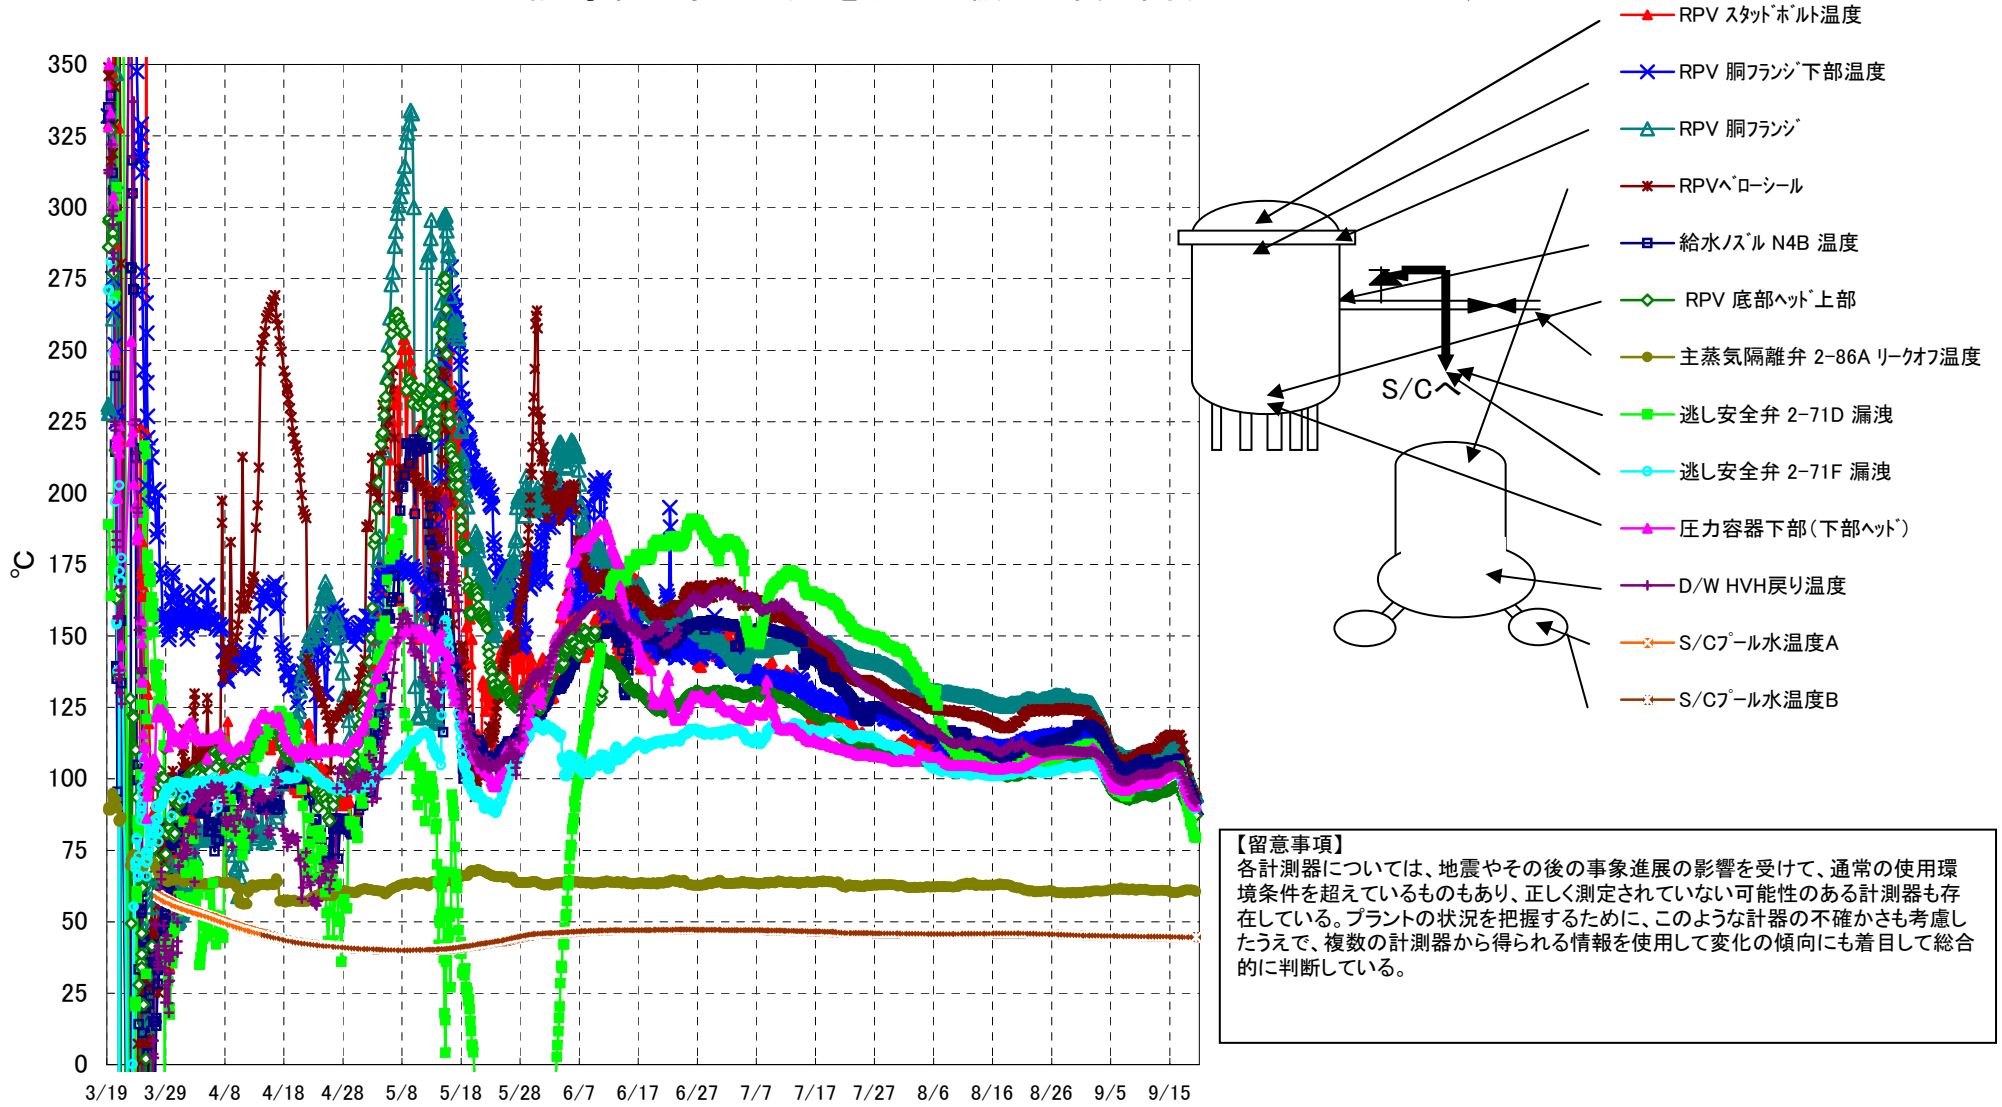 RPV スタッドボルト温度
RPV 胴フランジ下部温度
RPV 胴フランジ
RPVベローシール
給水ノズル N4B 温度
RPV 底部ヘッド上部
主蒸気隔離弁 2-86A リークオフ温度
逃し安全弁 2-71D 漏洩
逃し安全弁 2-71F 漏洩
圧力容器下部(下部ヘッド)
D/W HVH戻り温度
S/Cプール水温度A
S/Cプール水温度B
S/Cへ
℃
350
325
300
275
250
225
200
175
150
125
100
75
50
25
0
3/19 3/29 4/8 4/18 4/28 5/8 5/18 5/28 6/7 6/17 6/27 7/7 7/17 7/27 8/6 8/16 8/26 9/5 9/15
【留意事項】
各計測器については、地震やその後の事象進展の影響を受けて、通常の使用環
境条件を超えているものもあり、正しく測定されていない可能性のある計測器も存
在している。プラントの状況を把握するために、このような計器の不確かさも考慮し
たうえで、複数の計測器から得られる情報を使用して変化の傾向にも着目して総合
的に判断している。